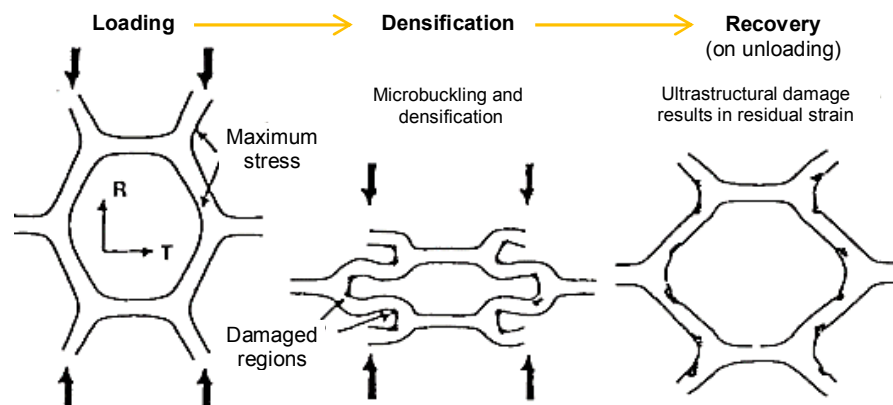 Loading
Densification
Recovery
(on unloading)
Microbuckling and
densification
Ultrastructural damage
results in residual strain
Maximum
stress
R
T
Damaged
regions